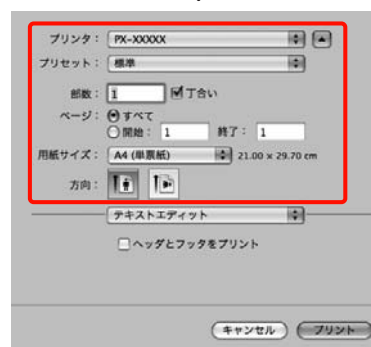 プリンタ： PX-XXXXX
プリセット： 標準
部数： 1 丁合い
ページ： すべて
開始： 1 終了： 1
用紙サイズ： A4 (単票紙) 21.00 x 29.70 cm
方向：
テキストエディット
ヘッダとフッタをプリント
キャンセル プリント